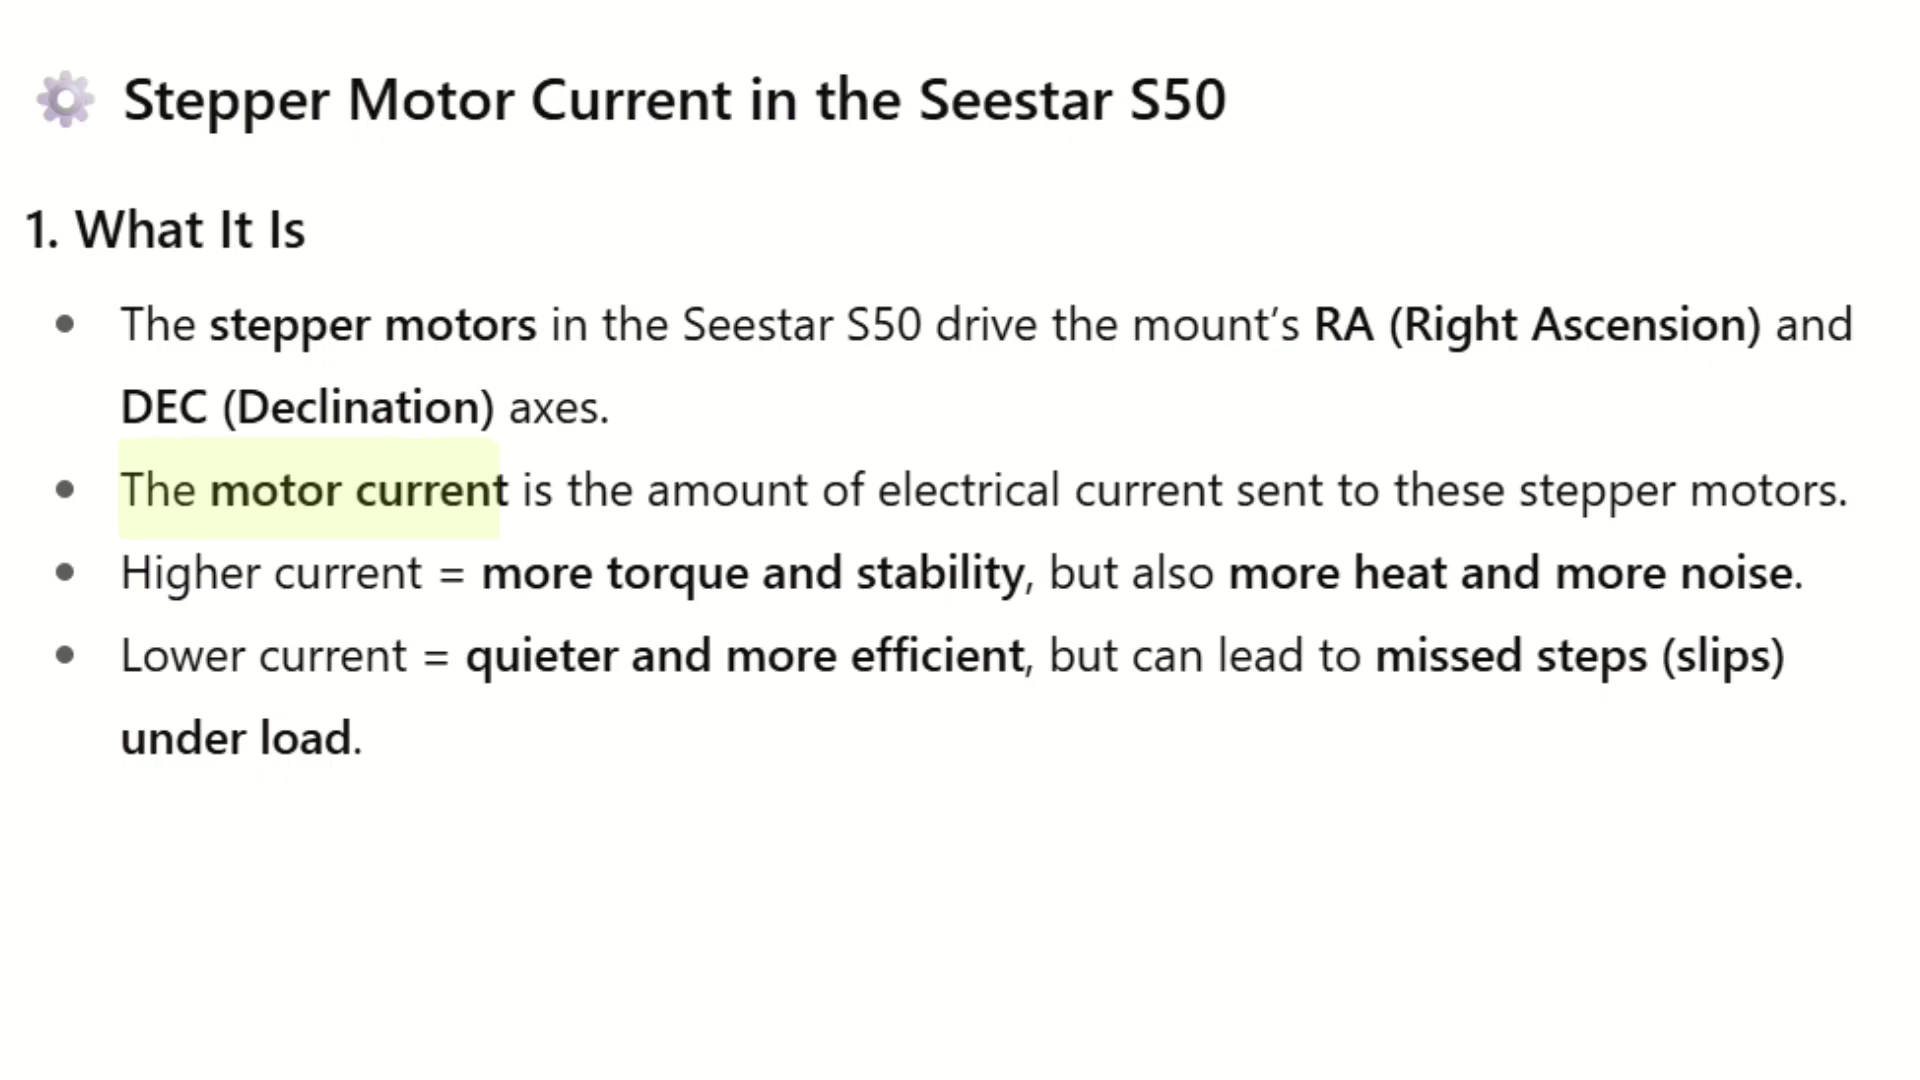 Stepper Motor Current in the Seestar S50
1. What It Is
• The stepper motors in the Seestar S50 drive the mount’s RA (Right Ascension) and
DEC (Declination) axes.
• The motor current is the amount of electrical current sent to these stepper motors.
• Higher current = more torque and stability, but also more heat and more noise.
• Lower current = quieter and more efficient, but can lead to missed steps (slips)
under load.